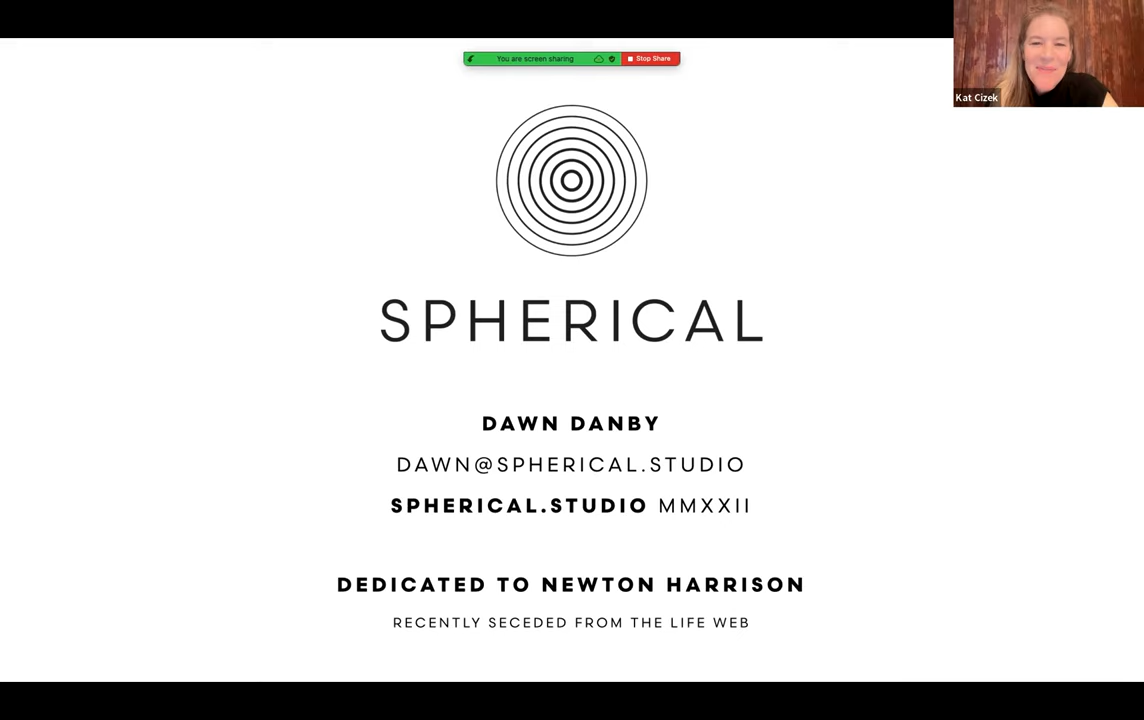 You are screen sharing
Stop Share
Kat Cizek
SPHERICAL
DAWN DANBY
DAWN@SPHERICAL.STUDIO
SPHERICAL.STUDIO MMXXII
DEDICATED TO NEWTON HARRISON
RECENTLY SECEDED FROM THE LIFE WEB